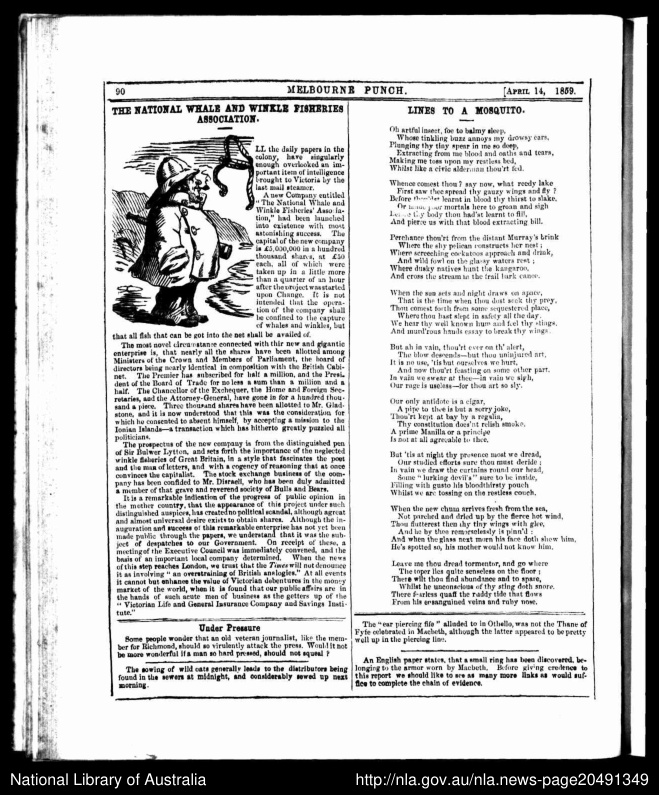 90
MELBOURNE PUNCH.
[APRIL 14, 1859.
THE NATIONAL WHALE AND WINKLE FISHERIES
ASSOCIATION.
LL the daily papers in the
colony, have singularly
enough overlooked an im-
portant item of intelligence
brought to Victoria by the
last mail steamer.
A new Company entitled
"The National Whale and
Winkle Fisheries' Associa-
tion," had been launched
into existence with most
astonishing success. The
capital of the new company
is £5,000,000 in a hundred
thousand shares, at £50
each, all of which were
taken up in a little more
than a quarter of an hour
after the project was started
upon Change. It is not
intended that the opera-
tion of the company shall
be confined to the capture
of whales and winkles, but
that all fish that can be got into the net shall be availed of.
The most novel circumstance connected with this new and gigantic
enterprise is, that nearly all the shares have been allotted among
Ministers of the Crown and Members of Parliament, the board of
directors being nearly identical in composition with the British Cabi-
net. The Premier has subscribed for half a million, and the Presi-
dent of the Board of Trade for no less a sum than a million and a
half. The Chancellor of the Exchequer, the Home and Foreign Sec-
retaries, and the Attorney-General, have gone in for a hundred thou-
sand a piece. Three thousand shares have been allotted to Mr. Glad-
stone, and it is now understood that this was the consideration for
which he consented to absent himself, by accepting a mission to the
Ionian Islands—a transaction which has hitherto greatly puzzled all
politicians.
The prospectus of the new company is from the distinguished pen
of Sir Bulwer Lytton, and sets forth the importance of the neglected
winkle fisheries of Great Britain, in a style that fascinates the poet
and the man of letters, and with a cogency of reasoning that at once
convinces the capitalist. The stock exchange business of the com-
pany has been confided to Mr. Disraeli, who has been duly admitted
a member of that grave and reverend society of Bulls and Bears.
It is a remarkable indication of the progress of public opinion in
the mother country, that the appearance of this project under such
distinguished auspices, has created no political scandal, although a great
and almost universal desire exists to obtain shares. Although the in-
auguration and success of this remarkable enterprise has not yet been
made public through the papers, we understand that it was the sub-
ject of despatches to our Government. On receipt of these, a
meeting of the Executive Council was immediately convened, and the
basis of an important local company determined. When the news
of this step reaches London, we trust that the Times will not denounce
it as involving "an overstraining of British analogies." At all events
it cannot but enhance the value of Victorian debentures in the money
market of the world, when it is found that our public affairs are in
the hands of such acute men of business as the getters up of the
"Victorian Life and General Insurance Company and Savings Insti-
tute."
Under Pressure
Some people wonder that an old veteran journalist, like the mem-
ber for Richmond, should so virulently attack the press. Would it not
be more wonderful if a man so hard pressed, should not squeal ?
The sowing of wild oats generally leads to the distributors being
found in the sewers at midnight, and considerably sewed up next
morning.
LINES TO A MOSQUITO.
Oh artful insect, foe to balmy sleep,
Whose tinkling buzz annoys my drowsy ears,
Plunging thy tiny spear in me so deep,
Extracting from me blood and oaths and tears,
Making me toss upon my restless bed,
Whilst like a civic alderman thou'rt fed.
Whence comest thou ? say now, what reedy lake
First saw thee spread thy gauzy wings and fly ?
Before thou'dst learnt in blood thy thirst to slake,
Or mortals here to groan and sigh
thy body thou had'st learnt to fill,
And pierce us with that blood extracting bill.
Perchance thou'rt from the distant Murray's brink
Where the shy pelican constructs her nest ;
Where screeching cockatoos approach and drink,
And wild fowl on the glassy waters rest ;
Where dusky natives hunt the kangaroo,
And cross the stream in the frail bark canoe.
When the sun sets and night draws on apace,
That is the time when thou dost seek thy prey,
Thou comest forth from some sequestered place,
Where thou hast slept in safety all the day.
We hear thy well known hum and feel thy stings,
And murd'rous hands essay to break thy wings.
But ah in vain, thou'rt ever on th' alert,
The blow descends—but thou uninjured art,
It is no use, 'tis but ourselves we hurt,
And now thou'rt feasting on some other part.
In vain we swear at thee—in vain we sigh,
Our rage is useless—for thou art so sly.
Our only antidote is a cigar,
A pipe to thee is but a sorry joke,
Thou'rt kept at bay by a regalia,
Thy constitution does'nt relish smoke.
A prime Manilla or a principe
Is not at all agreeable to thee.
But 'tis at night thy presence most we dread,
Our studied efforts sure thou must deride ;
In vain we draw the curtains round our head,
Some "lurking devil's" sure to be inside,
Filling with gusto his bloodthirsty pouch
Whilst we are tossing on the restless couch.
When the new chum arrives fresh from the sea,
Not parched and dried up by the fierce hot wind,
Thou flutterest then thy tiny wings with glee,
And he by thee remorselessly is pinn'd ;
And when the glass next morn his face doth shew him,
He's spotted so, his mother would not know him.
Leave me thou dread tormentor, and go where
The toper lies quite senseless on the floor ;
There wilt thou find abundance and to spare,
Whilst he unconscious of thy sting doth snore.
There fearless quaff the ruddy tide that flows
From his ensanguined veins and ruby nose.
The "ear piercing fife" alluded to in Othello, was not the Thane of
Fyfe celebrated in Macbeth, although the latter appeared to be pretty
well up in the piercing line.
An English paper states, that a small ring has been discovered, be-
longing to the armor worn by Macbeth. Before giving credence to
this report we should like to see as many more links as would suf-
fice to complete the chain of evidence.
National Library of Australia
http://nla.gov.au/nla.news-page20491349